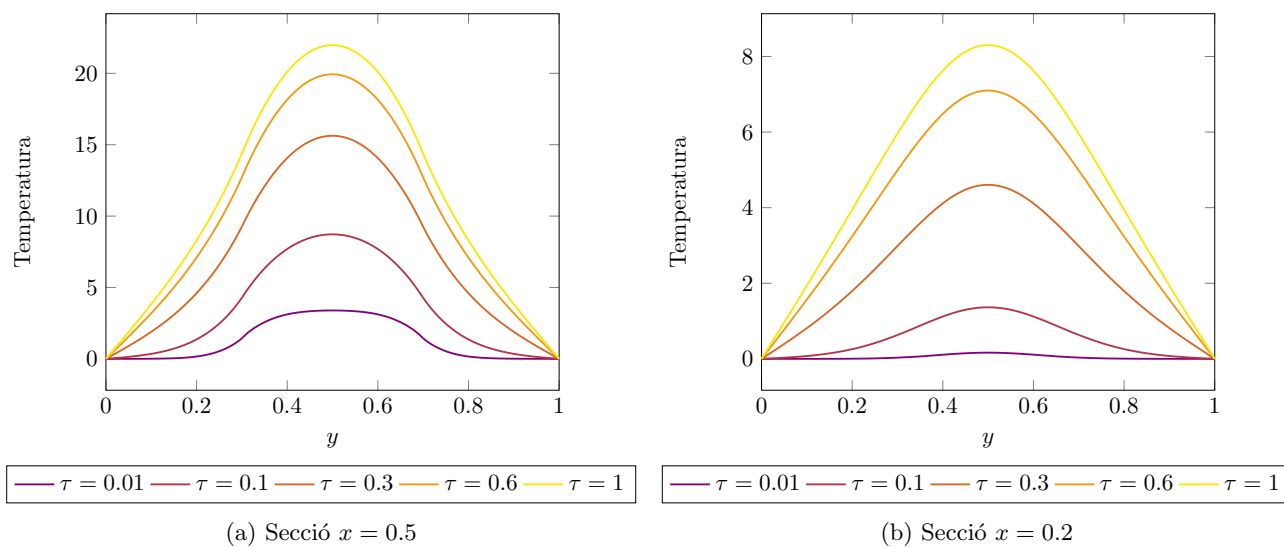 20
15
10
5
0
Temperatura
0
0.2
0.4
0.6
0.8
1
y
τ = 0.01
τ = 0.1
τ = 0.3
τ = 0.6
τ = 1
(a) Secció x = 0.5
8
6
4
2
0
Temperatura
0
0.2
0.4
0.6
0.8
1
y
τ = 0.01
τ = 0.1
τ = 0.3
τ = 0.6
τ = 1
(b) Secció x = 0.2